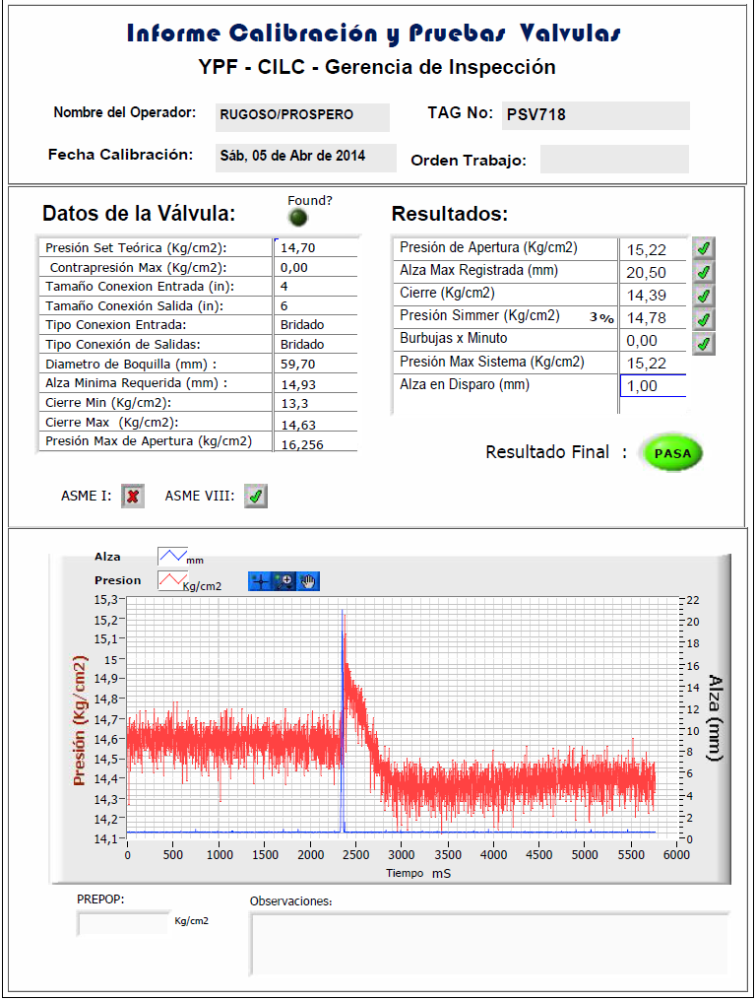 Informe Calibración y Pruebas Valvulas
YPF - CILC - Gerencia de Inspección
Nombre del Operador: RUGOSO/PROSPERO TAG No: PSV718
Fecha Calibración: Sáb, 05 de Abr de 2014 Orden Trabajo:
Datos de la Válvula: Found?
Presión Set Teórica (Kg/cm2): 14,70
Contrapresión Max (Kg/cm2): 0,00
Tamaño Conexion Entrada (in): 4
Tamaño Conexión Salida (in): 6
Tipo Conexion Entrada: Bridado
Tipo Conexión de Salidas: Bridado
Diametro de Boquilla (mm) : 59,70
Alza Minima Requerida (mm) : 14,93
Cierre Min (Kg/cm2): 13,3
Cierre Max (Kg/cm2): 14,63
Presión Max de Apertura (kg/cm2) 16,256
ASME I: ASME VIII:
Resultados:
Presión de Apertura (Kg/cm2) 15,22
Alza Max Registrada (mm) 20,50
Cierre (Kg/cm2) 14,39
Presión Simmer (Kg/cm2) 3% 14,78
Burbujas x Minuto 0,00
Presión Max Sistema (Kg/cm2) 15,22
Alza en Disparo (mm) 1,00
Resultado Final : PASA
Alza mm
Presion Kg/cm2
Presión (Kg/cm2)
15,3
15,2
15,1
15
14,9
14,8
14,7
14,6
14,5
14,4
14,3
14,2
14,1
22
20
18
16
14
12
10
8
6
4
2
0
Alza (mm)
0 500 1000 1500 2000 2500 3000 3500 4000 4500 5000 5500 6000
Tiempo mS
PREPOP: Kg/cm2
Observaciones: